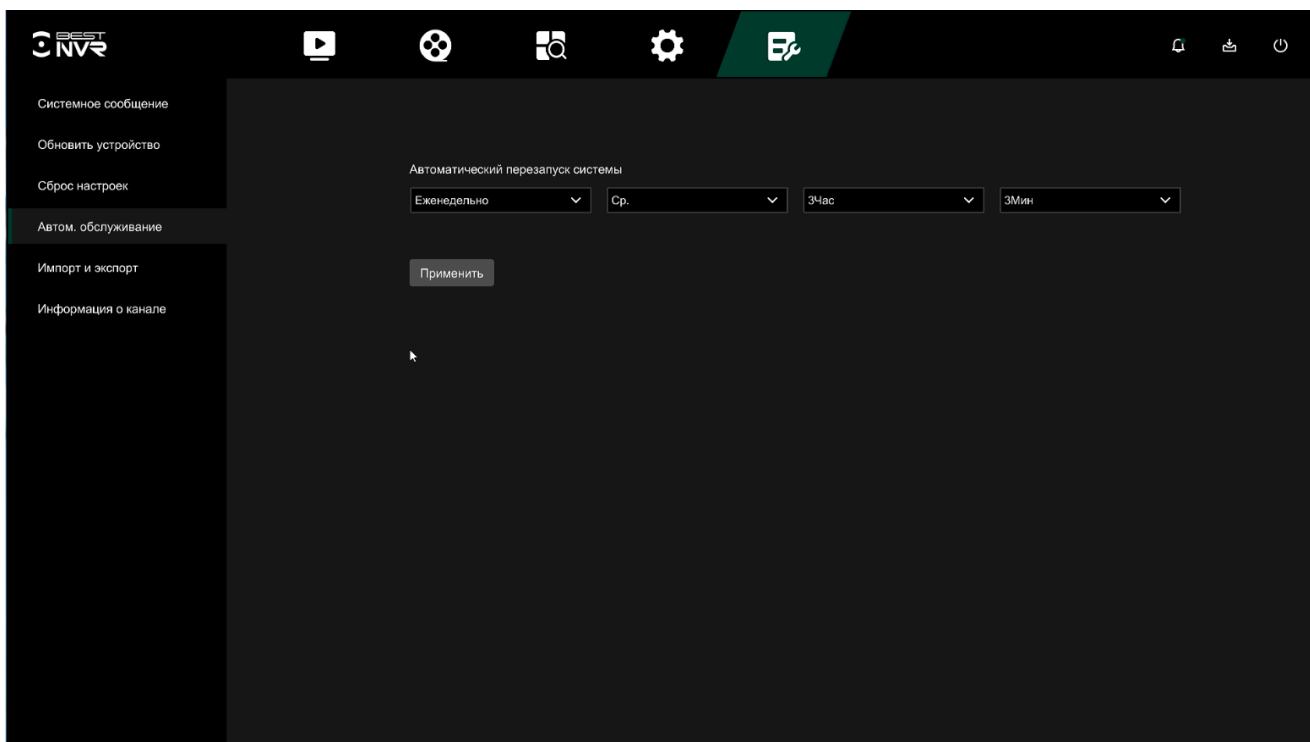 BEST
NVR
Системное сообщение
Обновить устройство
Сброс настроек
Автом. обслуживание
Импорт и экспорт
Информация о канале
Автоматический перезапуск системы
Еженедельно Ср. 3Час 3Мин
Применить